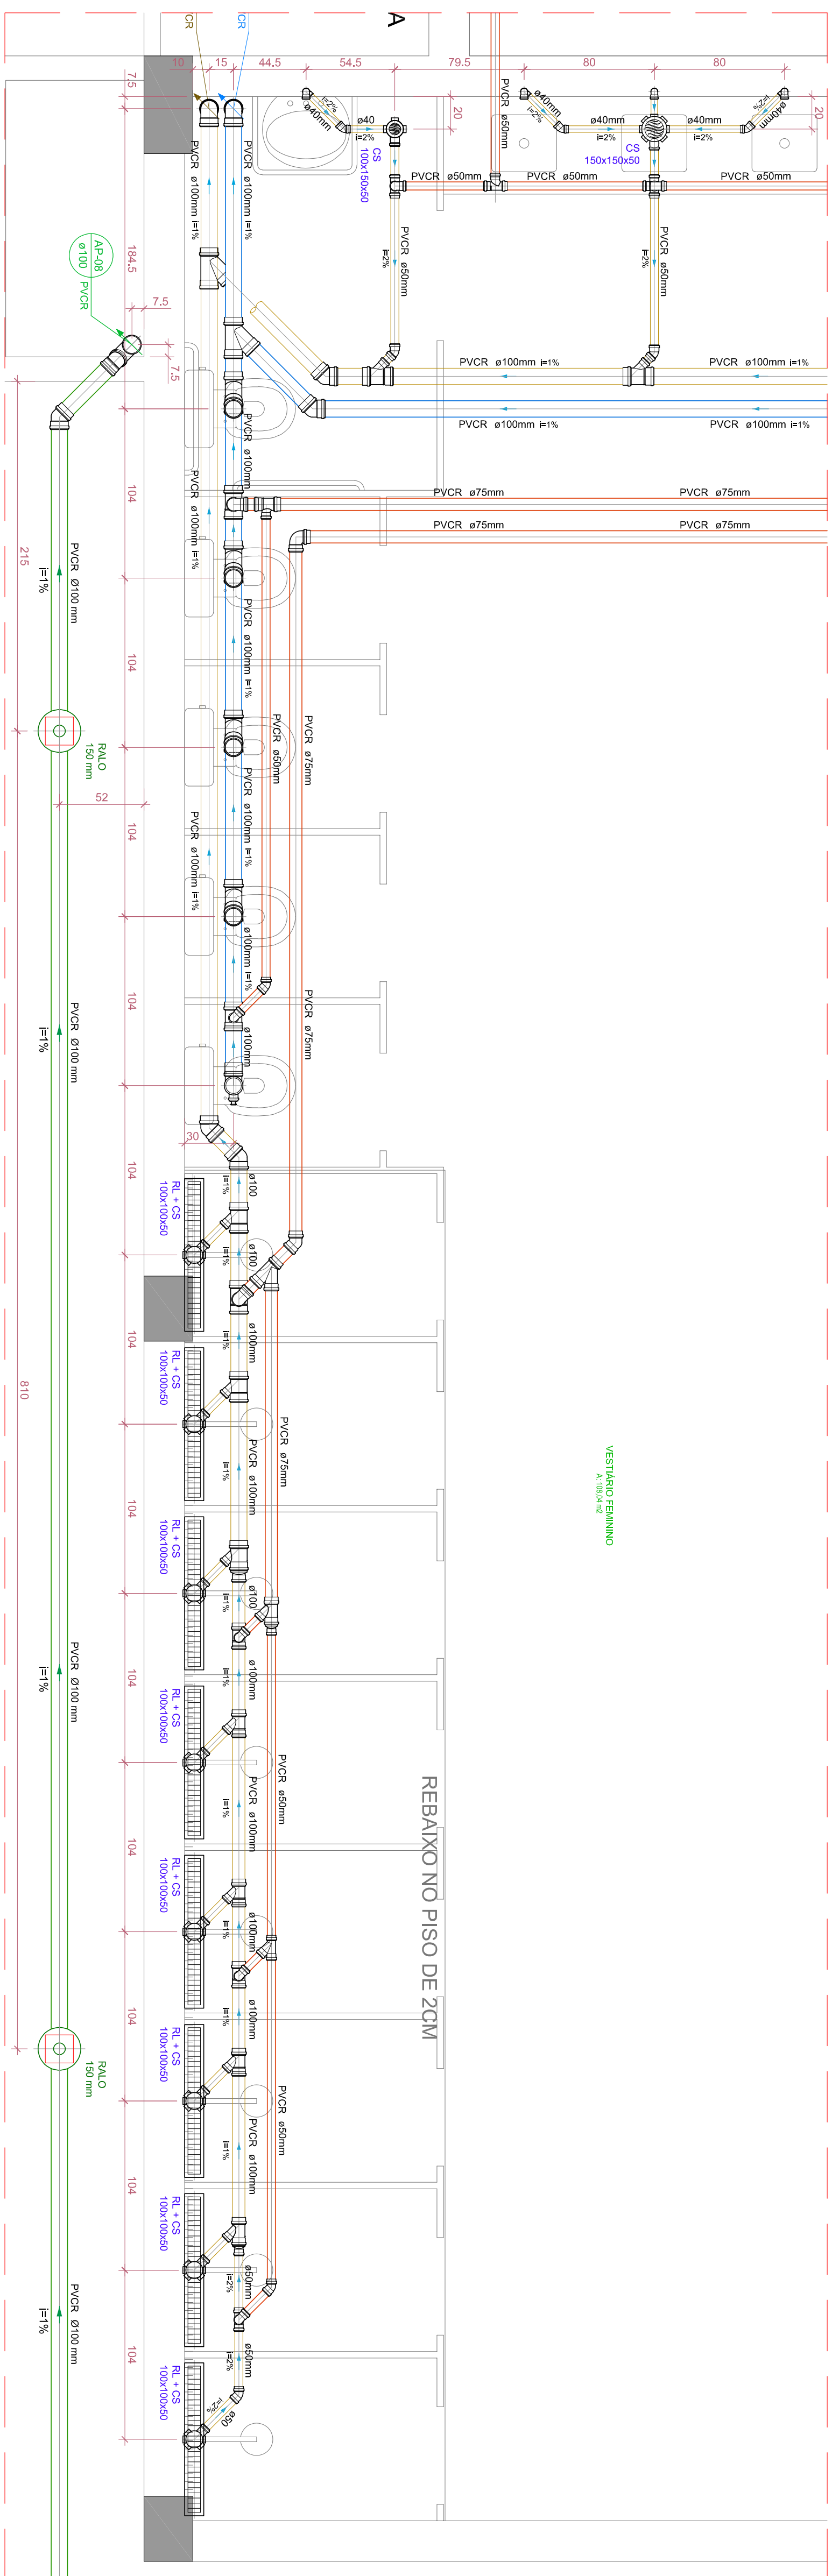 CR
CR
A
10
15
44.5
54.5
79.5
80
80
7.5
20
20
ø40mm
i=2%
ø40
i=2%
CS
100x150x50
PVCR ø50mm
ø40mm
i=2%
ø40mm
i=2%
ø40mm
i=2%
ø40mm
i=2%
CS
150x150x50
PVCR ø50mm
PVCR ø50mm
PVCR ø50mm
PVCR ø100mm i=1%
PVCR ø100mm i=1%
PVCR ø50mm
i=2%
PVCR ø50mm
i=2%
AP-08
ø100
PVCR
184.5
7.5
7.5
PVCR ø100mm i=1%
PVCR ø100mm i=1%
PVCR ø100mm i=1%
PVCR ø100mm i=1%
PVCR ø100mm
PVCR ø100mm i=1%
PVCR ø75mm
PVCR ø75mm
PVCR ø75mm
PVCR ø75mm
104
215
PVCR Ø100 mm
i=1%
104
PVCR ø100mm i=1%
RALO
150 mm
52
PVCR ø50mm
PVCR ø75mm
104
PVCR ø100mm i=1%
PVCR ø100mm i=1%
ø100mm i=1%
104
PVCR Ø100 mm
i=1%
PVCR ø75mm
ø100mm
30
104
RL + CS
100x100x50
ø100
i=1%
ø100
i=1%
104
RL + CS
100x100x50
ø100mm
i=1%
810
PVCR ø75mm
PVCR ø100mm
i=1%
VESTIÁRIO FEMININO
A: 108.04 m2
104
RL + CS
100x100x50
ø100
i=1%
PVCR Ø100 mm
i=1%
104
RL + CS
100x100x50
ø100mm
i=1%
PVCR ø50mm
PVCR ø100mm
i=1%
REBAIXO NO PISO DE 2CM
104
RL + CS
100x100x50
ø100mm
i=1%
104
RL + CS
100x100x50
ø100mm
i=1%
RALO
150 mm
PVCR ø50mm
PVCR ø100mm
i=1%
104
RL + CS
100x100x50
ø50mm
i=2%
PVCR Ø100 mm
i=1%
104
RL + CS
100x100x50
ø50mm
i=2%
ø50
i=2%